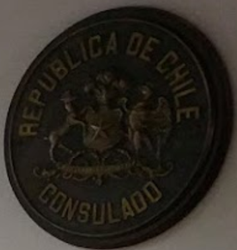 REPUBLICA DE CHILE
CONSULADO